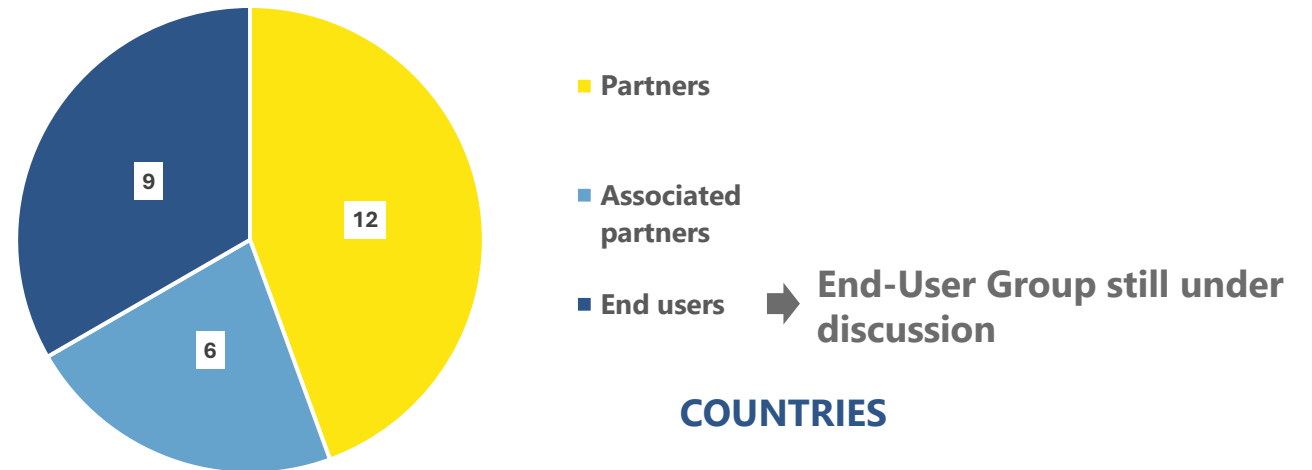 9
12
6
Partners
Associated
partners
End users
End-User Group still under
discussion
COUNTRIES